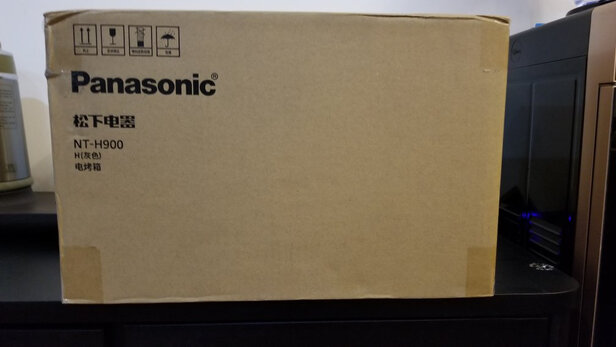 Panasonic®
松下电器
NT-H900
H(灰色)
电烤箱